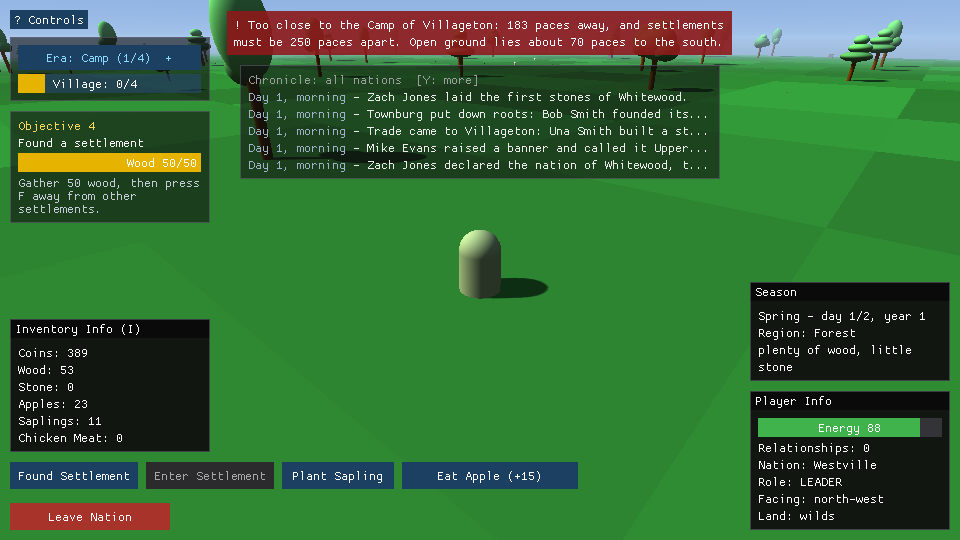 ? Controls
! Too close to the Camp of Villageton: 183 paces away, and settlements
must be 250 paces apart. Open ground lies about 70 paces to the south.
Era: Camp (1/4)  +
Village: 0/4
Chronicle: all nations  [Y: more]
Day 1, morning – Zach Jones laid the first stones of Whitewood.
Day 1, morning – Townburg put down roots: Bob Smith founded its...
Day 1, morning – Trade came to Villageton: Una Smith built a st...
Day 1, morning – Mike Evans raised a banner and called it Upper...
Day 1, morning – Zach Jones declared the nation of Whitewood, t...
Objective 4
Found a settlement
Wood 50/50
Gather 50 wood, then press
F away from other
settlements.
Season
Spring – day 1/2, year 1
Region: Forest
plenty of wood, little
stone
Inventory Info (I)
Coins: 389
Wood: 53
Stone: 0
Apples: 23
Saplings: 11
Chicken Meat: 0
Player Info
Energy 88
Relationships: 0
Nation: Westville
Role: LEADER
Facing: north-west
Land: wilds
Found Settlement
Enter Settlement
Plant Sapling
Eat Apple (+15)
Leave Nation